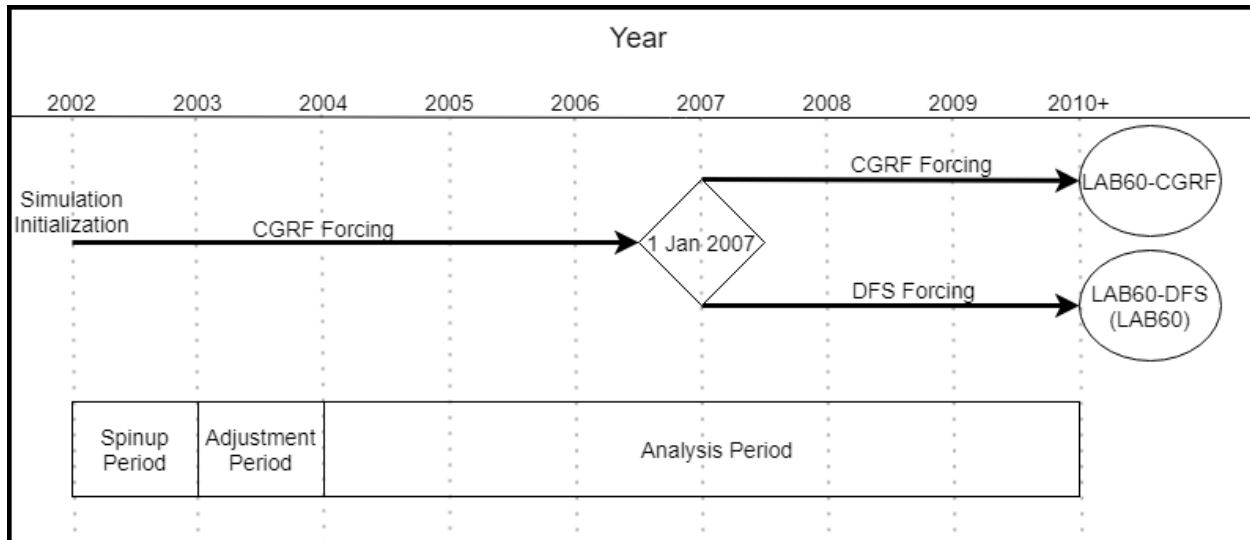 Year
2002 2003 2004 2005 2006 2007 2008 2009 2010+
CGRF Forcing
LAB60-CGRF
Simulation
Initialization
CGRF Forcing
1 Jan 2007
DFS Forcing
LAB60-DFS
(LAB60)
Spinup
Period
Adjustment
Period
Analysis Period